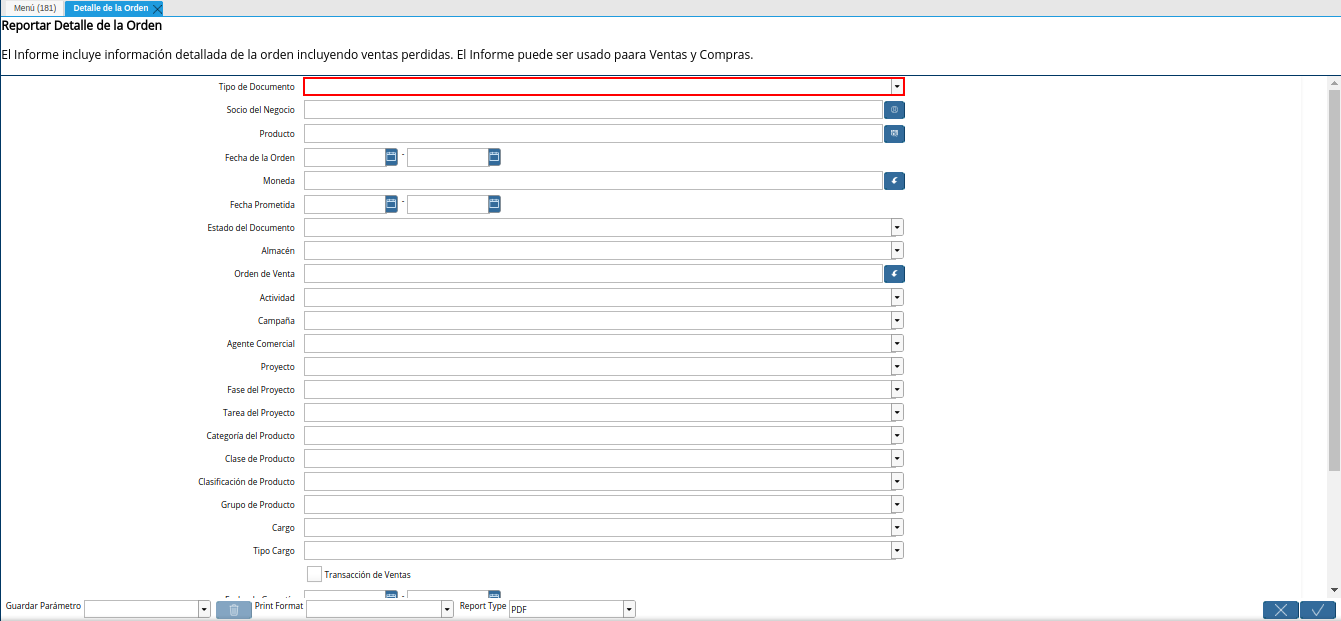 Menú (181) Detalle de la Orden
Reportar Detalle de la Orden
El Informe incluye información detallada de la orden incluyendo ventas perdidas. El Informe puede ser usado paara Ventas y Compras.
Tipo de Documento
Socio del Negocio
Producto
Fecha de la Orden -
Moneda
Fecha Prometida -
Estado del Documento
Almacén
Orden de Venta
Actividad
Campaña
Agente Comercial
Proyecto
Fase del Proyecto
Tarea del Proyecto
Categoría del Producto
Clase de Producto
Clasificación de Producto
Grupo de Producto
Cargo
Tipo Cargo
Transacción de Ventas
Guardar Parámetro Print Format Report Type PDF